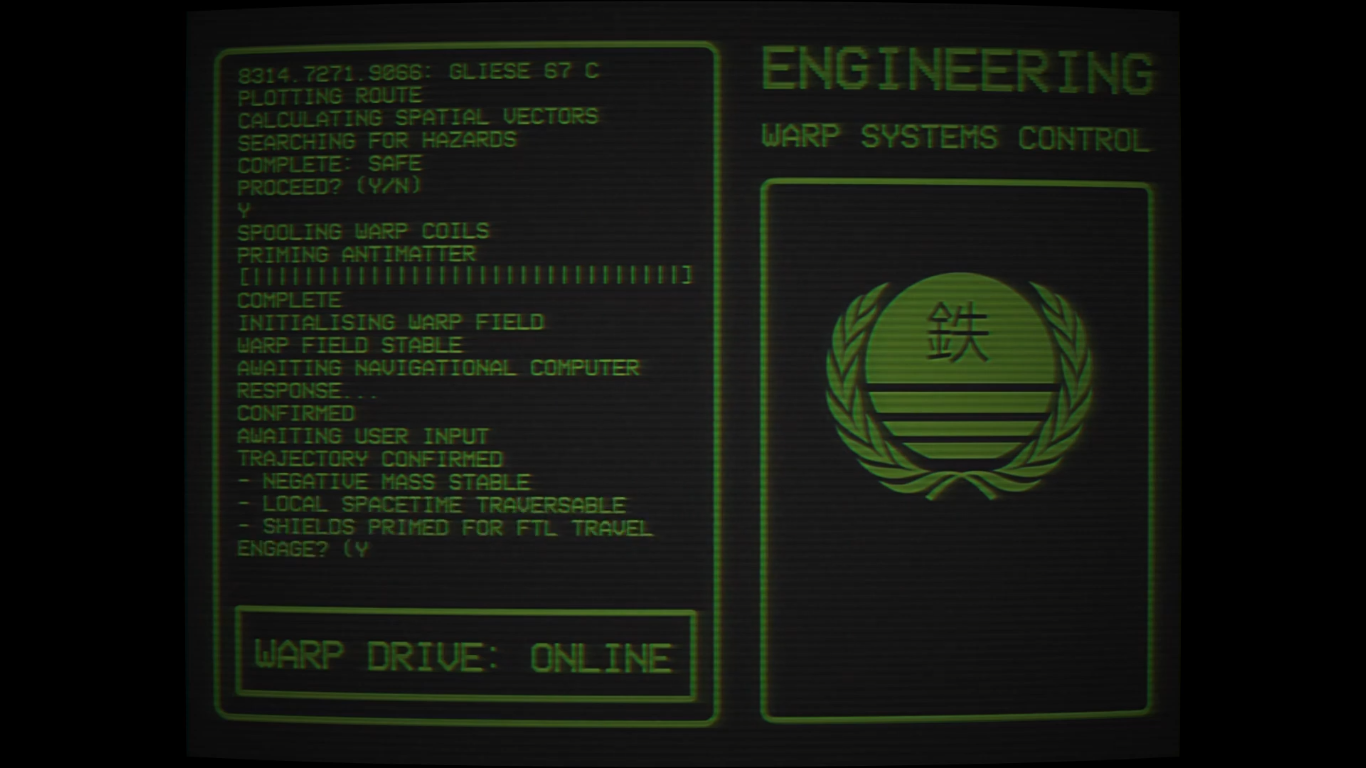 8314.7271.9066: GLIESE 67 C
PLOTTING ROUTE
CALCULATING SPATIAL VECTORS
SEARCHING FOR HAZARDS
COMPLETE: SAFE
PROCEED? (Y/N)
Y
SPOOLING WARP COILS
PRIMING ANTIMATTER
[||||||||||||||||||||||||||||||||||]
COMPLETE
INITIALISING WARP FIELD
WARP FIELD STABLE
AWAITING NAVIGATIONAL COMPUTER
RESPONSE...
CONFIRMED
AWAITING USER INPUT
TRAJECTORY CONFIRMED
- NEGATIVE MASS STABLE
- LOCAL SPACETIME TRAVERSABLE
- SHIELDS PRIMED FOR FTL TRAVEL
ENGAGE? (Y
WARP DRIVE: ONLINE
ENGINEERING
WARP SYSTEMS CONTROL
鉄